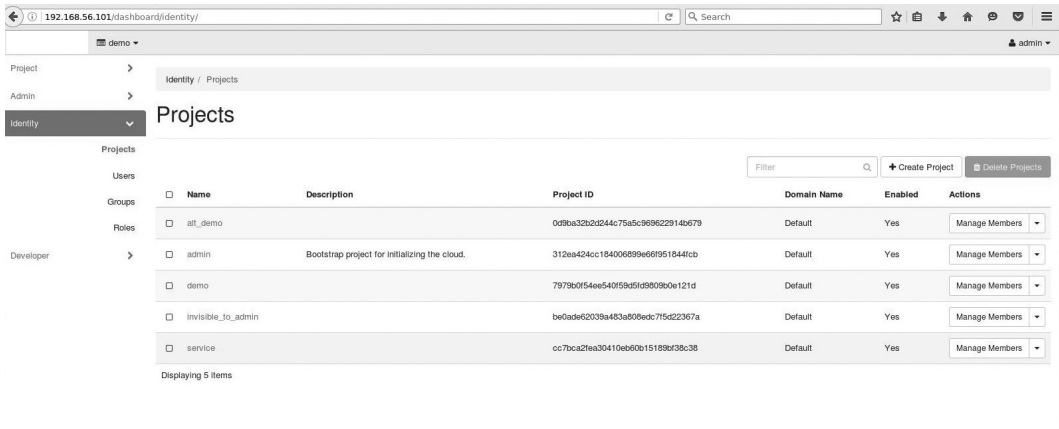 192.168.56.101/dashboard/identity/
Search
demo
admin
Project
Admin
Identity
Projects
Users
Groups
Roles
Developer
Identity / Projects
Projects
Filter
+ Create Project
Delete Projects
Name Description Project ID Domain Name Enabled Actions
alt_demo 0d9ba32b2d244c75a5c969622914b679 Default Yes Manage Members
admin Bootstrap project for initializing the cloud. 312ea424cc184006899e66f951844fcb Default Yes Manage Members
demo 7979b0f54ee540f59d5fd9809b0e121d Default Yes Manage Members
invisible_to_admin be0ade62039a483a808edc7f5d22367a Default Yes Manage Members
service cc7bca2fea30410eb60b15189bf38c38 Default Yes Manage Members
Displaying 5 items